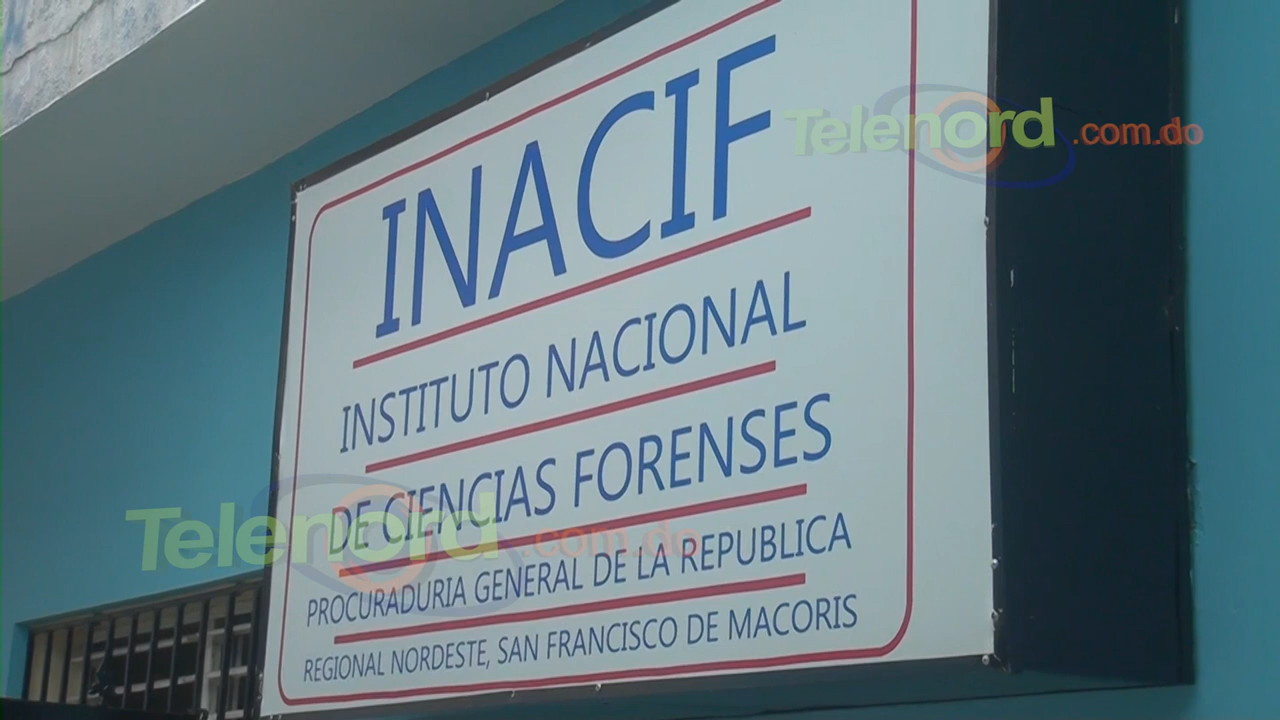 Telenord.com.do
INACIF
INSTITUTO NACIONAL
DE CIENCIAS FORENSES
Telenord.com.do
PROCURADURIA GENERAL DE LA REPUBLICA
REGIONAL NORDESTE, SAN FRANCISCO DE MACORIS